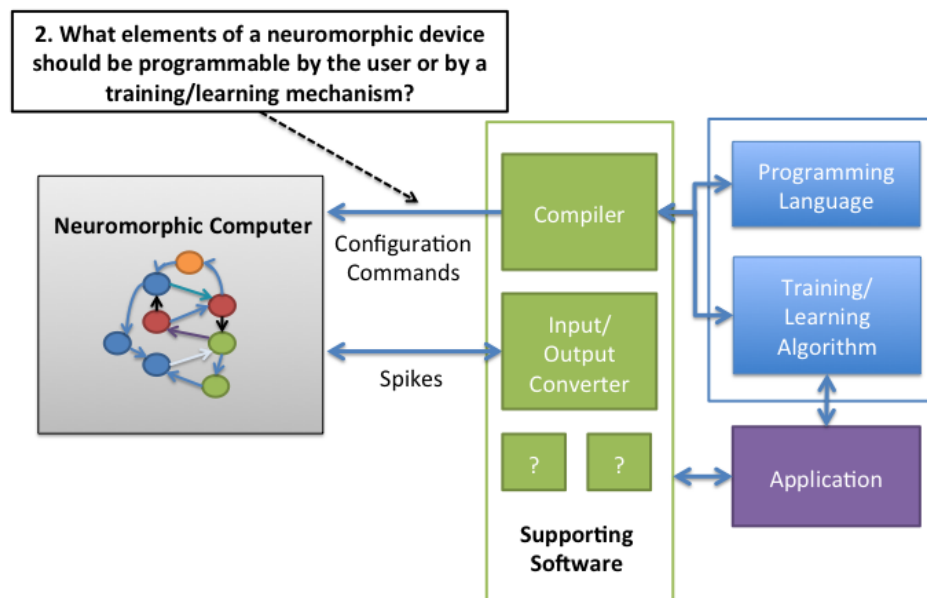 2. What elements of a neuromorphic device
should be programmable by the user or by a
training/learning mechanism?
Neuromorphic Computer
Configuration
Commands
Spikes
Compiler
Input/
Output
Converter
?
?
Supporting
Software
Programming
Language
Training/
Learning
Algorithm
Application